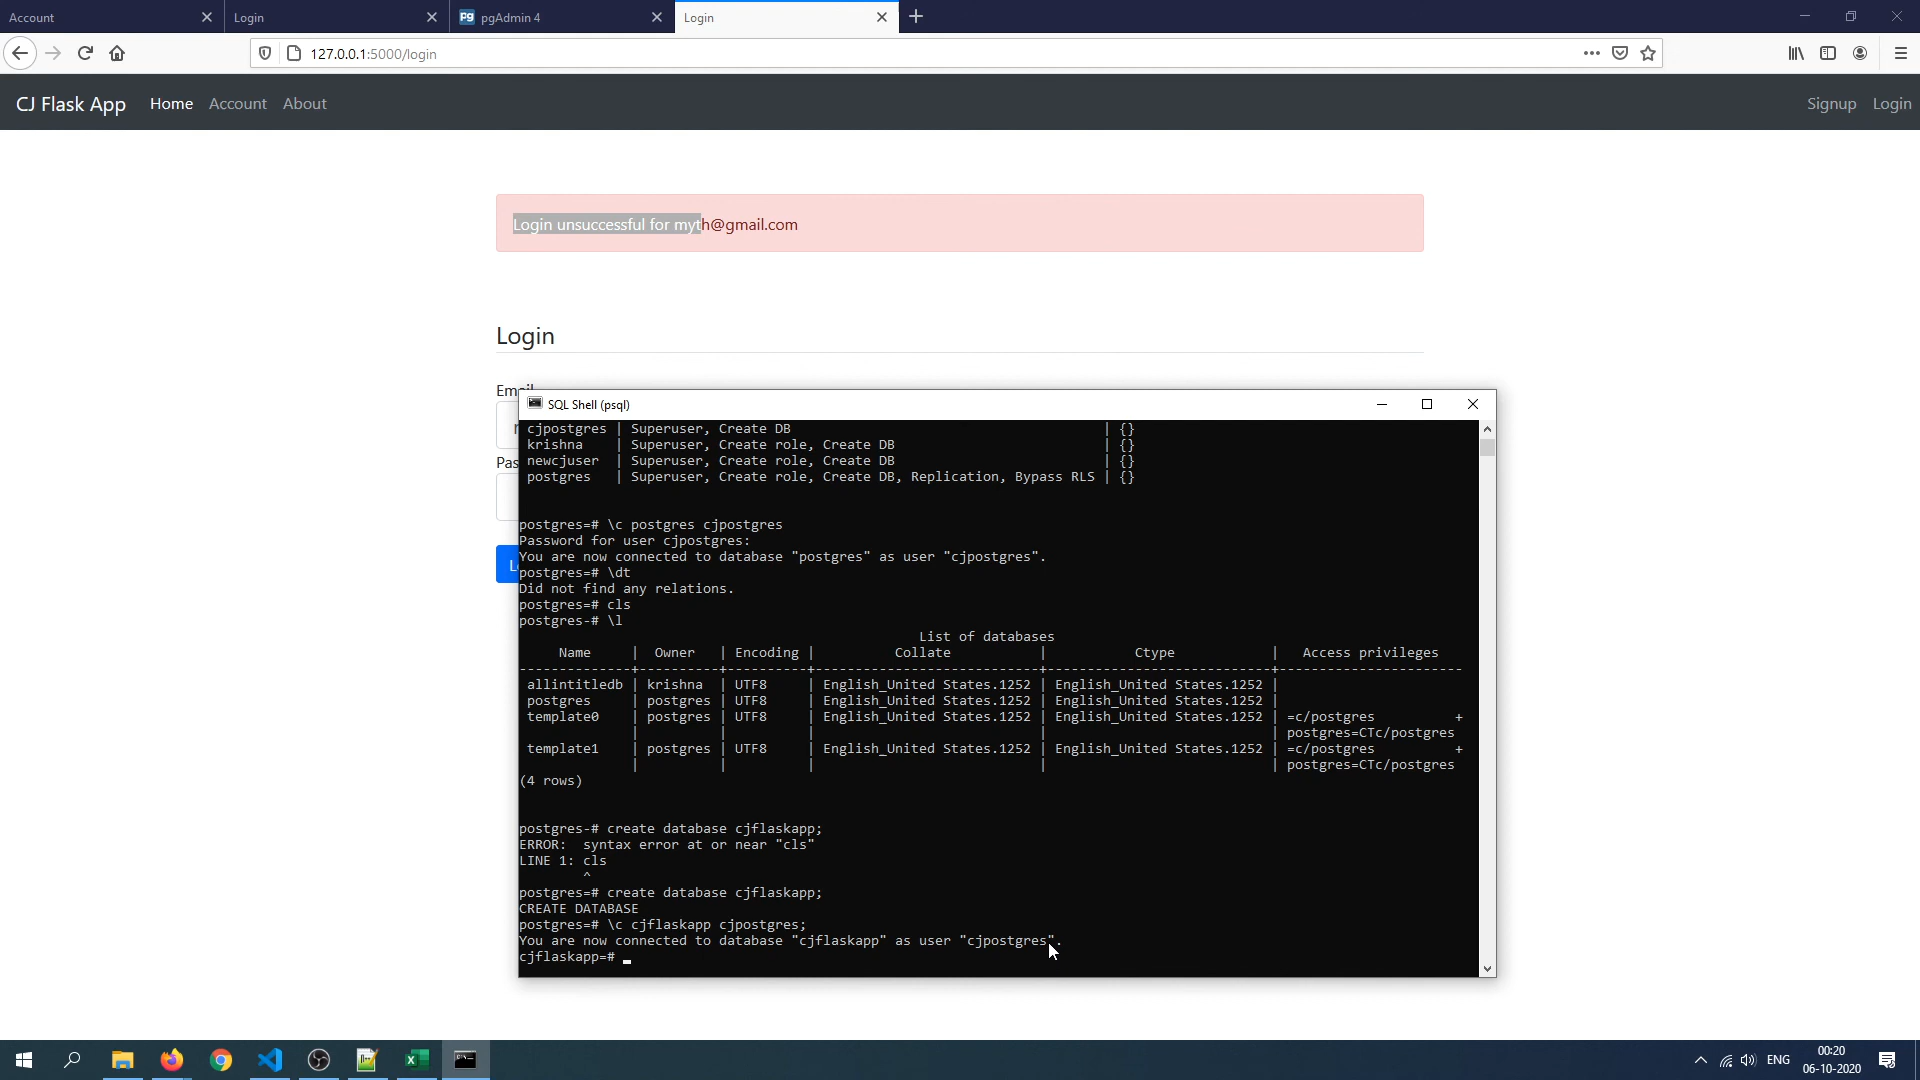 Account
Login
pgAdmin 4
Login
127.0.0.1:5000/login
CJ Flask App
Home
Account
About
Signup
Login
Login unsuccessful for myth@gmail.com
Login
Email
SQL Shell (psql)
cjpostgres | Superuser, Create DB | {}
krishna | Superuser, Create role, Create DB | {}
newcjuser | Superuser, Create role, Create DB | {}
postgres | Superuser, Create role, Create DB, Replication, Bypass RLS | {}
postgres=# \c postgres cjpostgres
Password for user cjpostgres:
You are now connected to database "postgres" as user "cjpostgres".
postgres=# \dt
Did not find any relations.
postgres=# cls
postgres-# \l
List of databases
Name | Owner | Encoding | Collate | Ctype | Access privileges
--------------+----------+----------+----------------------------+----------------------------+-----------------------
allintitledb | krishna | UTF8 | English_United States.1252 | English_United States.1252 |
postgres | postgres | UTF8 | English_United States.1252 | English_United States.1252 |
template0 | postgres | UTF8 | English_United States.1252 | English_United States.1252 | =c/postgres +
| | | | | postgres=CTc/postgres
template1 | postgres | UTF8 | English_United States.1252 | English_United States.1252 | =c/postgres +
| | | | | postgres=CTc/postgres
(4 rows)
postgres-# create database cjflaskapp;
ERROR: syntax error at or near "cls"
LINE 1: cls
^
postgres=# create database cjflaskapp;
CREATE DATABASE
postgres=# \c cjflaskapp cjpostgres;
You are now connected to database "cjflaskapp" as user "cjpostgres".
cjflaskapp=#
ENG
00:20
06-10-2020